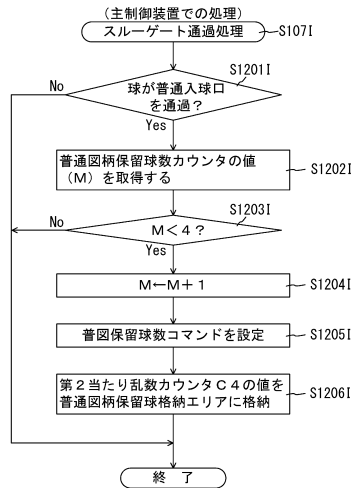 （主制御装置での処理）
スルーゲート通過処理
S107I
S1201I
球が普通入球口
を通過？
No
Yes
普通図柄保留球数カウンタの値
（M）を取得する
S1202I
S1203I
M＜4？
No
Yes
M←M＋1
S1204I
普図保留球数コマンドを設定
S1205I
第2当たり乱数カウンタC4の値を
普通図柄保留球格納エリアに格納
S1206I
終 了